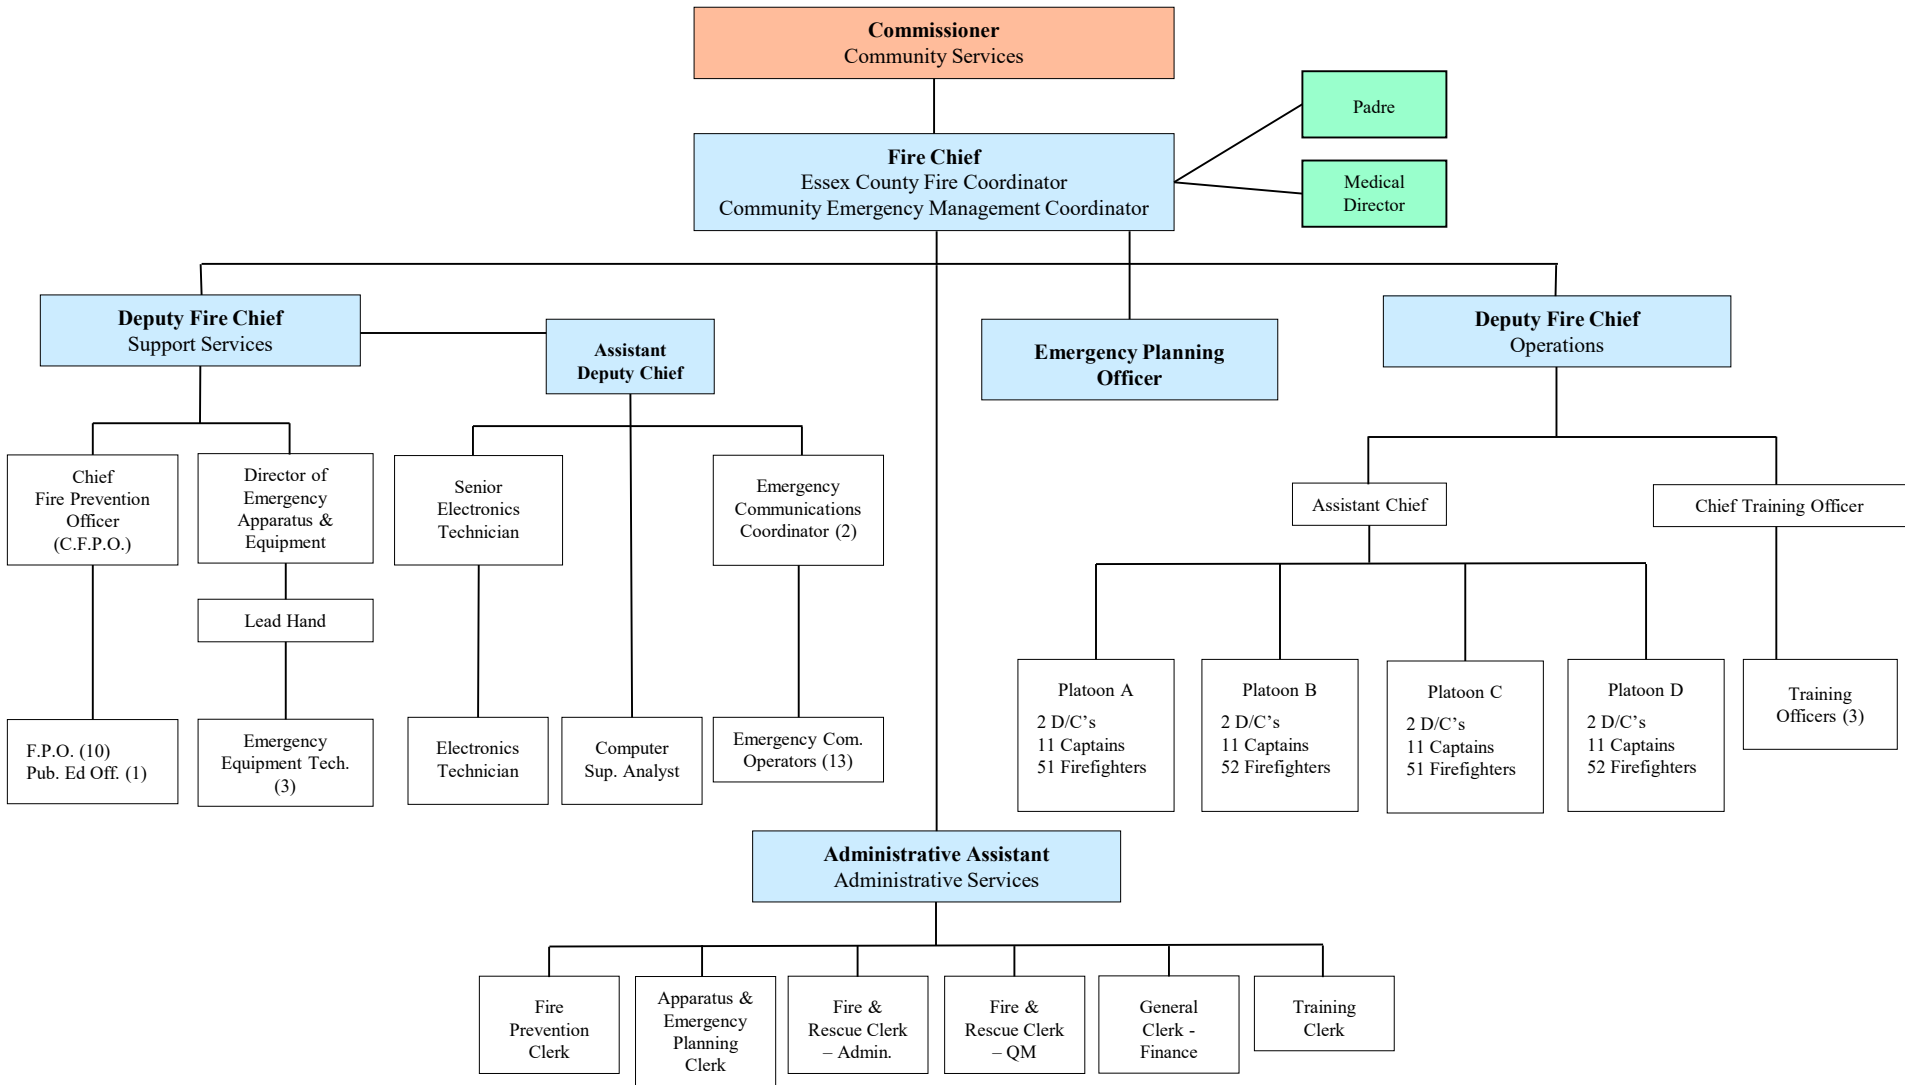 Commissioner
Community Services
Padre
Fire Chief
Essex County Fire Coordinator
Community Emergency Management Coordinator
Medical
Director
Deputy Fire Chief
Support Services
Assistant
Deputy Chief
Emergency Planning
Officer
Deputy Fire Chief
Operations
Chief
Fire Prevention
Officer
(C.F.P.O.)
Director of
Emergency
Apparatus &
Equipment
Senior
Electronics
Technician
Emergency
Communications
Coordinator (2)
Assistant Chief
Chief Training Officer
Lead Hand
F.P.O. (10)
Pub. Ed Off. (1)
Emergency
Equipment Tech.
(3)
Electronics
Technician
Computer
Sup. Analyst
Emergency Com.
Operators (13)
Platoon A
2 D/C’s
11 Captains
51 Firefighters
Platoon B
2 D/C’s
11 Captains
52 Firefighters
Platoon C
2 D/C’s
11 Captains
51 Firefighters
Platoon D
2 D/C’s
11 Captains
52 Firefighters
Training
Officers (3)
Administrative Assistant
Administrative Services
Fire
Prevention
Clerk
Apparatus &
Emergency
Planning
Clerk
Fire &
Rescue Clerk
– Admin.
Fire &
Rescue Clerk
– QM
General
Clerk -
Finance
Training
Clerk